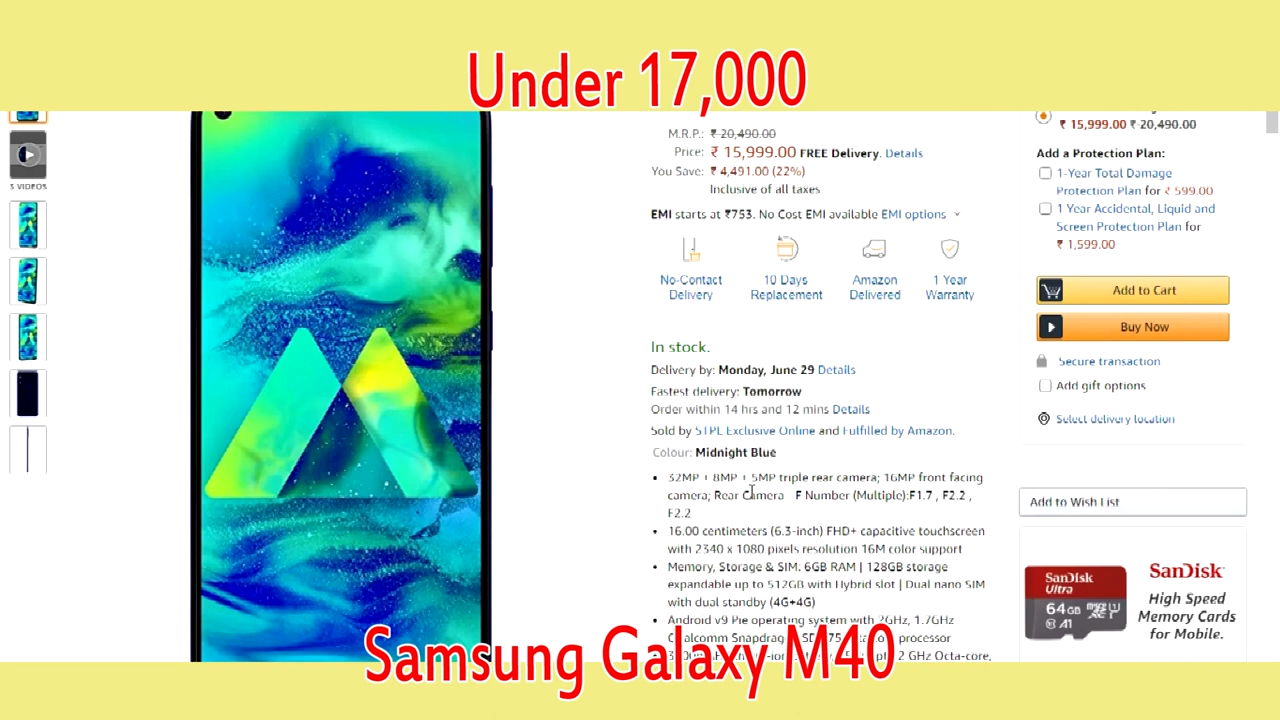 Under 17,000
3 VIDEOS
M.R.P.: ₹ 20,490.00
Price: ₹ 15,999.00 FREE Delivery. Details
You Save: ₹ 4,491.00 (22%)
Inclusive of all taxes
EMI starts at ₹753. No Cost EMI available EMI options
No-Contact Delivery
10 Days Replacement
Amazon Delivered
1 Year Warranty
In stock.
Delivery by: Monday, June 29 Details
Fastest delivery: Tomorrow
Order within 14 hrs and 12 mins Details
Sold by STPL Exclusive Online and Fulfilled by Amazon.
Colour: Midnight Blue
32MP + 8MP + 5MP triple rear camera; 16MP front facing
camera; Rear Camera F Number (Multiple):F1.7 , F2.2 ,
F2.2
16.00 centimeters (6.3-inch) FHD+ capacitive touchscreen
with 2340 x 1080 pixels resolution 16M color support
Memory, Storage & SIM: 6GB RAM | 128GB storage
expandable up to 512GB with Hybrid slot | Dual nano SIM
with dual standby (4G+4G)
Android v9 Pie operating system with 2GHz, 1.7GHz
Qualcomm processor
2 GHz Octa-core,
₹ 15,999.00 ₹ 20,490.00
Add a Protection Plan:
1-Year Total Damage
Protection Plan for ₹ 599.00
1 Year Accidental, Liquid and
Screen Protection Plan for
₹ 1,599.00
Add to Cart
Buy Now
Secure transaction
Add gift options
Select delivery location
Add to Wish List
SanDisk
Ultra
64GB
A1
SanDisk
High Speed
Memory Cards
for Mobile.
Samsung Galaxy M40